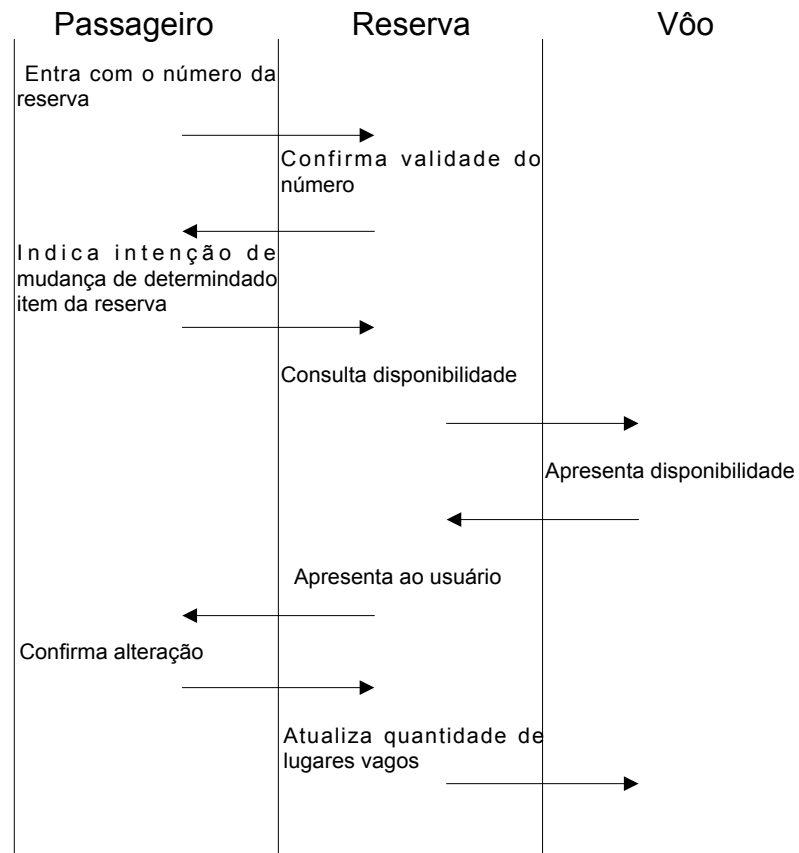 Passageiro Reserva Vôo
Entra com o número da
reserva
Confirma validade do
número
Indica intenção de
mudança de determindado
item da reserva
Consulta disponibilidade
Apresenta disponibilidade
Apresenta ao usuário
Confirma alteração
Atualiza quantidade de
lugares vagos